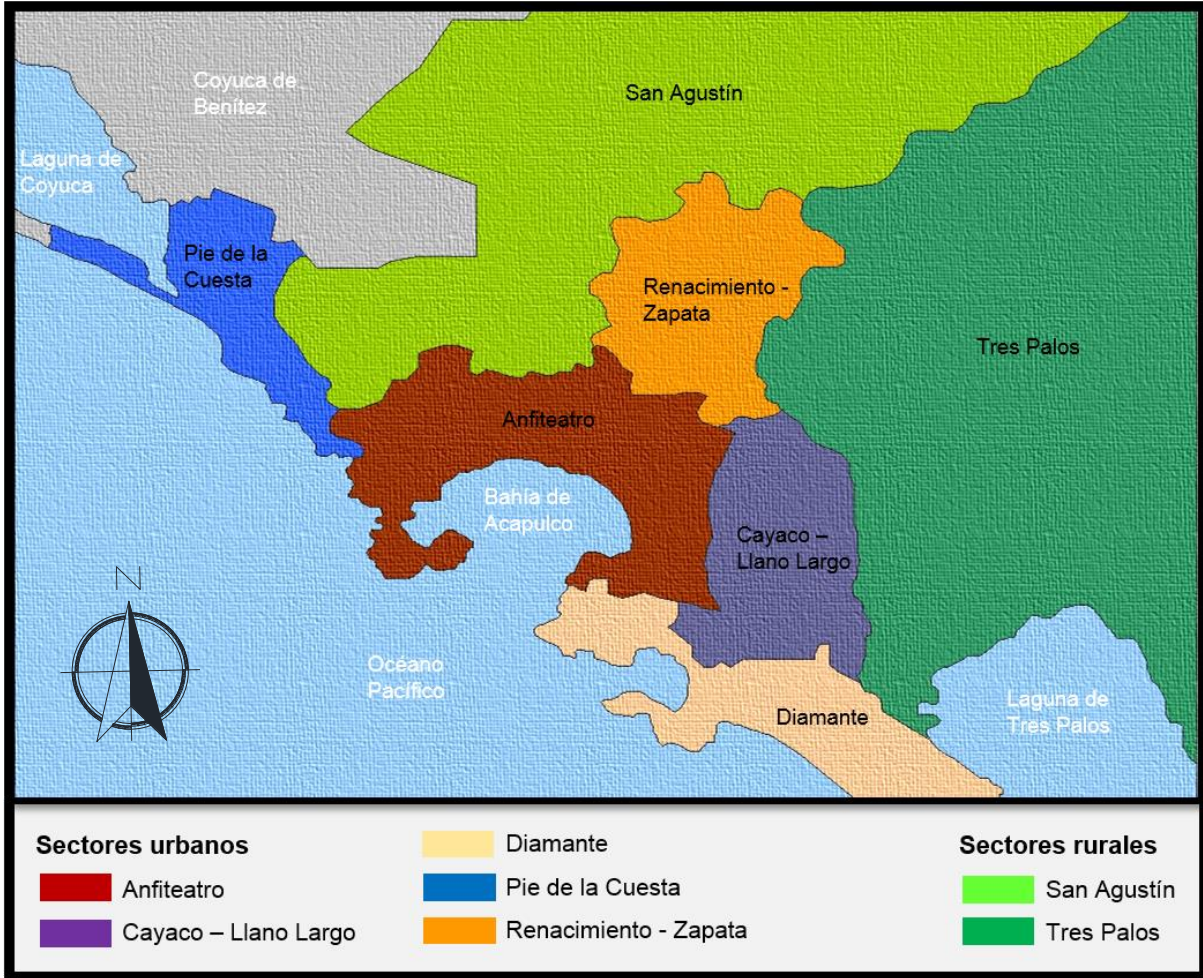 Coyuca de
Benítez
San Agustín
Laguna de
Coyuca
Pie de la
Cuesta
Renacimiento -
Zapata
Tres Palos
Anfiteatro
Bahía de
Acapulco
Cayaco –
Llano Largo
N
Océano
Pacífico
Laguna de
Tres Palos
Diamante
Sectores urbanos
Anfiteatro
Cayaco – Llano Largo
Diamante
Pie de la Cuesta
Renacimiento - Zapata
Sectores rurales
San Agustín
Tres Palos